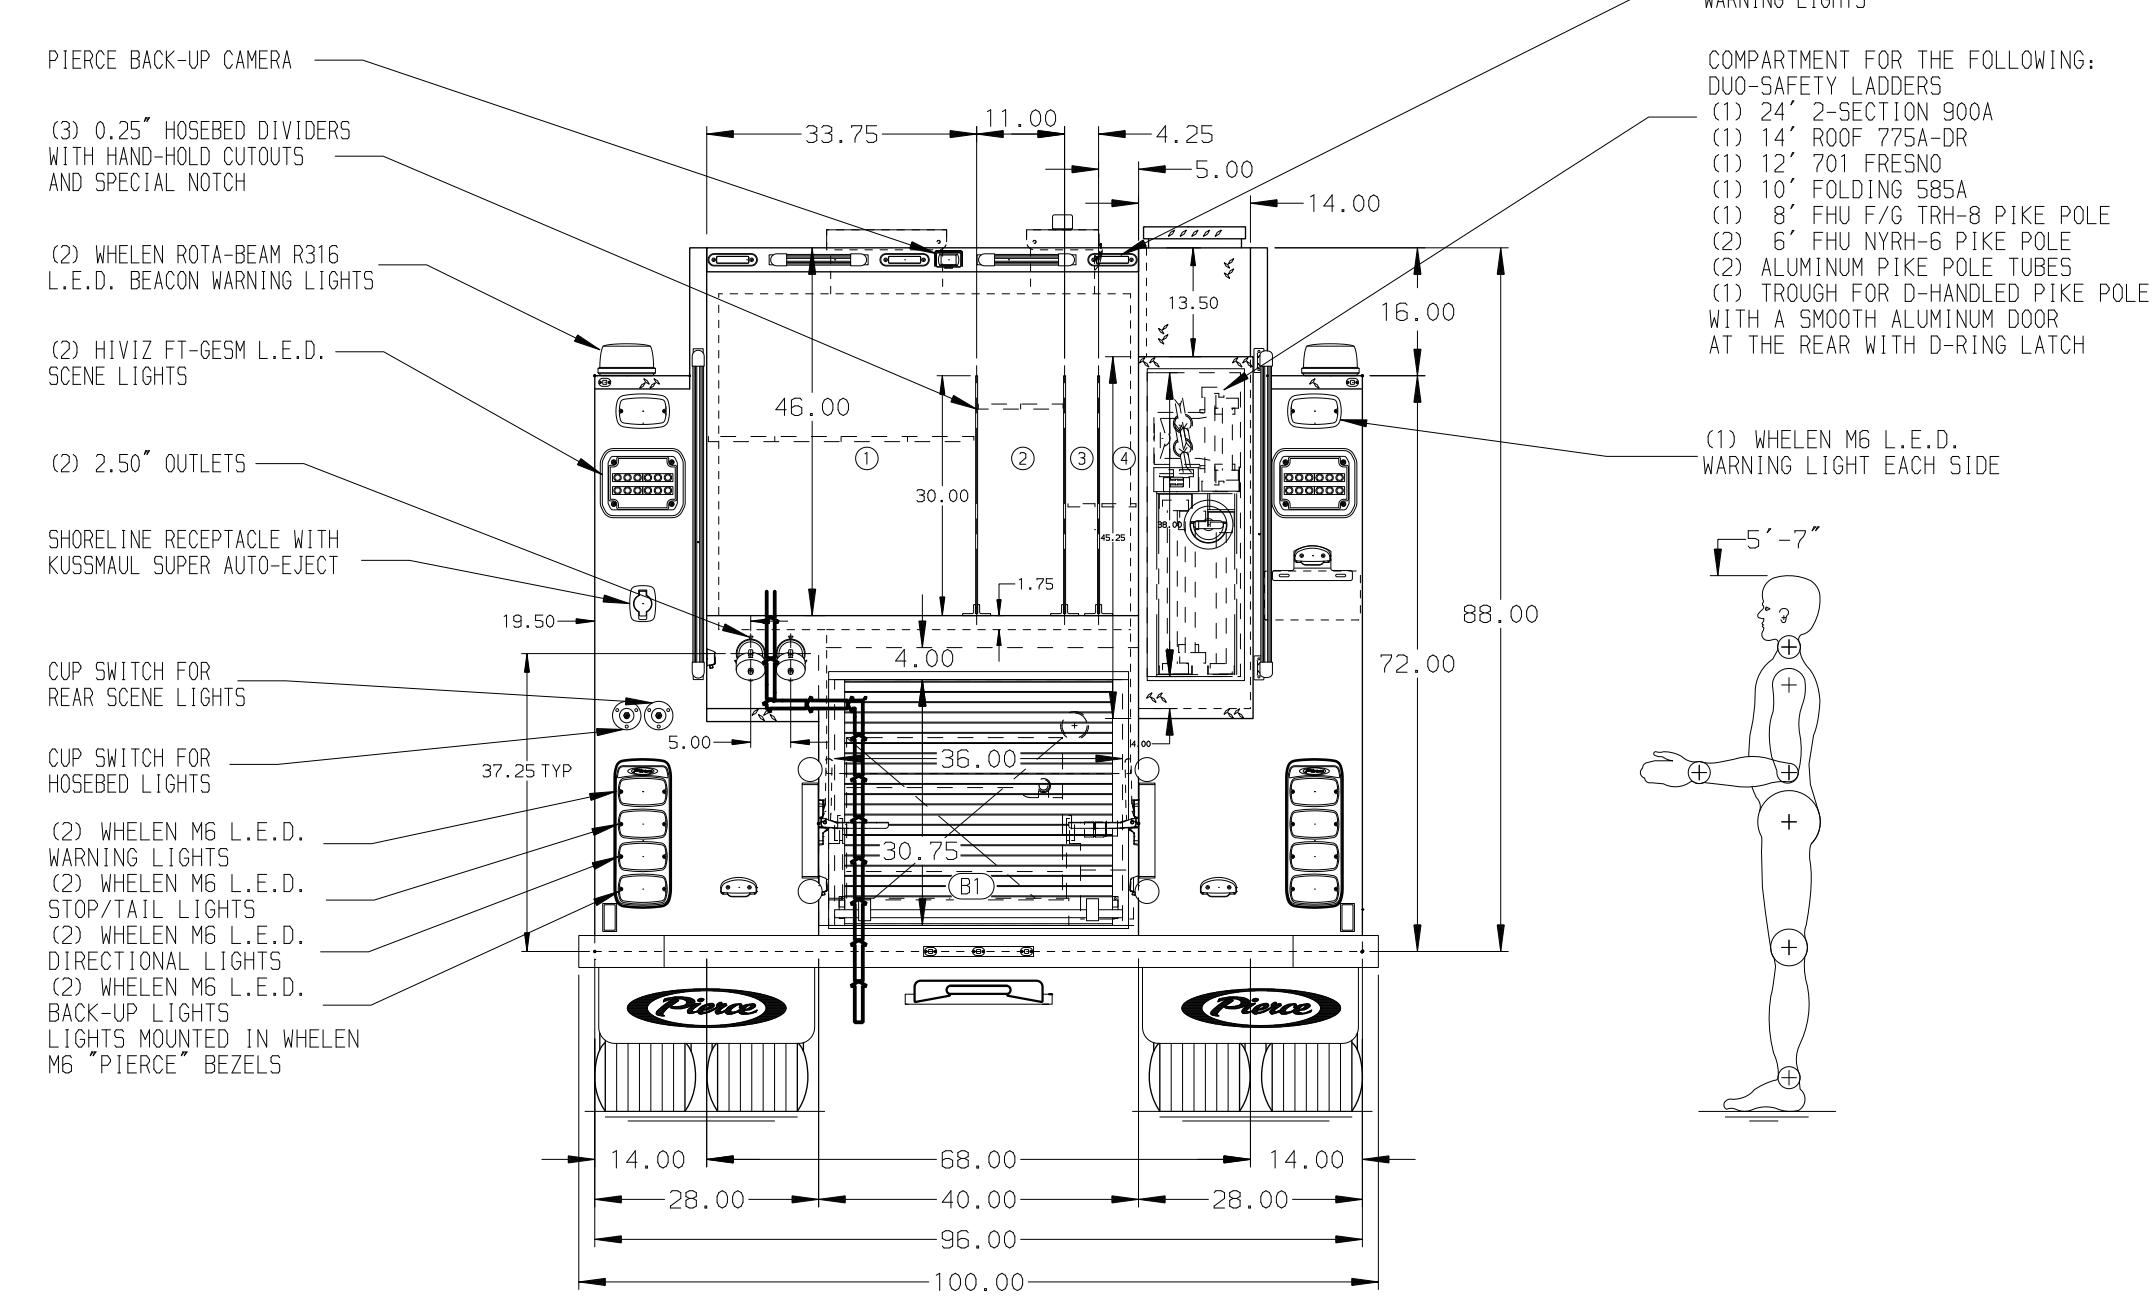 WARNING LIGHTS
PIERCE BACK-UP CAMERA
(3) 0.25" HOSEBED DIVIDERS
WITH HAND-HOLD CUTOUTS
AND SPECIAL NOTCH
(2) WHELEN ROTA-BEAM R316
L.E.D. BEACON WARNING LIGHTS
(2) HIVIZ FT-GESM L.E.D.
SCENE LIGHTS
(2) 2.50" OUTLETS
SHORELINE RECEPTACLE WITH
KUSSMAUL SUPER AUTO-EJECT
CUP SWITCH FOR
REAR SCENE LIGHTS
CUP SWITCH FOR
HOSEBED LIGHTS
(2) WHELEN M6 L.E.D.
WARNING LIGHTS
(2) WHELEN M6 L.E.D.
STOP/TAIL LIGHTS
(2) WHELEN M6 L.E.D.
DIRECTIONAL LIGHTS
(2) WHELEN M6 L.E.D.
BACK-UP LIGHTS
LIGHTS MOUNTED IN WHELEN
M6 "PIERCE" BEZELS
33.75
11.00
4.25
5.00
14.00
13.50
16.00
46.00
1
2
3
4
30.00
38.00
45.25
1.75
19.50
4.00
88.00
72.00
5.00
4.00
36.00
37.25 TYP
Pierce
Pierce
30.75
B1
Pierce
Pierce
14.00
68.00
14.00
28.00
40.00
28.00
96.00
100.00
COMPARTMENT FOR THE FOLLOWING:
DUO-SAFETY LADDERS
(1) 24' 2-SECTION 900A
(1) 14' ROOF 775A-DR
(1) 12' 701 FRESNO
(1) 10' FOLDING 585A
(1) 8' FHU F/G TRH-8 PIKE POLE
(2) 6' FHU NYRH-6 PIKE POLE
(2) ALUMINUM PIKE POLE TUBES
(1) TROUGH FOR D-HANDLED PIKE POLE
WITH A SMOOTH ALUMINUM DOOR
AT THE REAR WITH D-RING LATCH
(1) WHELEN M6 L.E.D.
WARNING LIGHT EACH SIDE
5'-7"